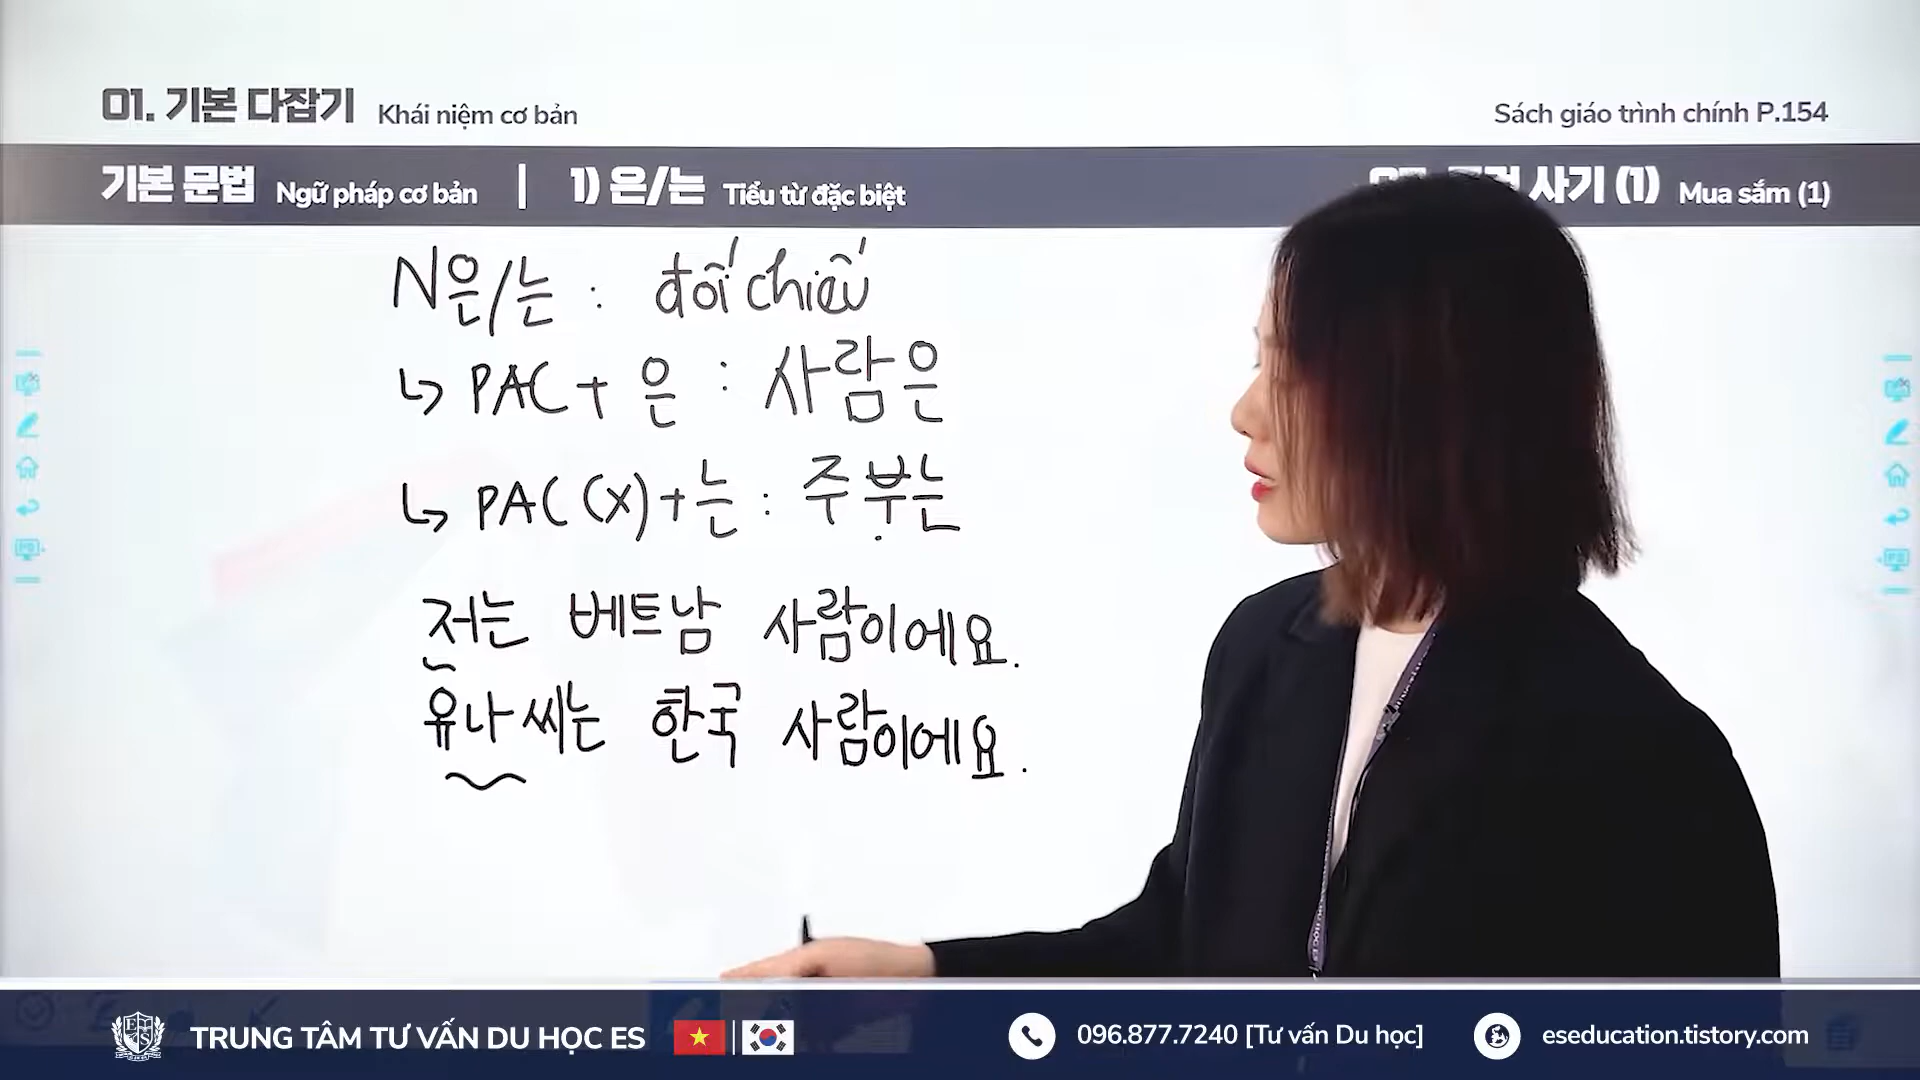 01. 기본 다잡기 Khái niệm cơ bản
Sách giáo trình chính P.154
기본 문법 Ngữ pháp cơ bản | 1) 은/는 Tiểu từ đặc biệt
사기 (1) Mua sắm (1)
N은/는 : đối chiếu
↳ PAC + 은 : 사람은
↳ PAC (X) + 는 : 주부는
저는 베트남 사람이에요.
유나 씨는 한국 사람이에요.
TRUNG TÂM TƯ VẤN DU HỌC ES
096.877.7240 [Tư vấn Du học]
eseducation.tistory.com